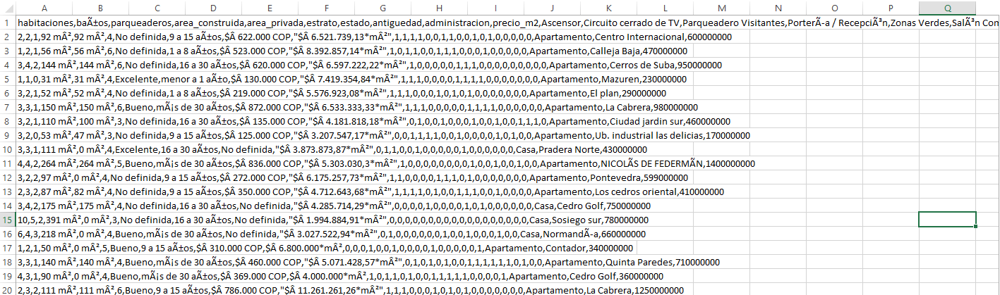 A B C D E F G H I J K L M N O P Q
1 habitaciones,baÃ±os,parqueaderos,area_construida,area_privada,estrato,estado,antiguedad,administracion,precio_m2,Ascensor,Circuito cerrado de TV,Parqueadero Visitantes,PorterÃ-a / RecepciÃ³n,Zonas Verdes,SalÃ³n Com
2 2,2,1,92 mÂ²,92 mÂ²,4,No definida,9 a 15 aÃ±os,$Â 622.000 COP,"$Â 6.521.739,13*mÂ²",1,1,1,1,0,0,1,1,0,1,0,1,0,0,0,0,0,Apartamento,Centro Internacional,600000000
3 1,2,1,56 mÂ²,56 mÂ²,6,No definida,1 a 8 aÃ±os,$Â 523.000 COP,"$Â 8.392.857,14*mÂ²",1,0,1,1,0,0,1,1,1,0,0,0,1,0,0,0,0,0,Apartamento,Calleja Baja,470000000
4 3,4,2,144 mÂ²,144 mÂ²,6,No definida,16 a 30 aÃ±os,$Â 620.000 COP,"$Â 6.597.222,22*mÂ²",1,0,0,0,0,0,1,1,1,0,0,0,0,0,0,0,0,Apartamento,Cerros de Suba,950000000
5 1,1,0,31 mÂ²,31 mÂ²,4,Excelente,menor a 1 aÃ±o,$Â 130.000 COP,"$Â 7.419.354,84*mÂ²",1,1,1,0,0,0,0,1,1,1,1,0,0,0,0,0,0,0,Apartamento,Mazuren,230000000
6 3,2,1,52 mÂ²,52 mÂ²,4,No definida,1 a 8 aÃ±os,$Â 219.000 COP,"$Â 5.576.923,08*mÂ²",1,1,1,0,0,1,1,0,1,0,0,1,0,0,0,0,0,Apartamento,El plan,290000000
7 3,3,1,150 mÂ²,150 mÂ²,6,Bueno,mÃ¡s de 30 aÃ±os,$Â 872.000 COP,"$Â 6.533.333,33*mÂ²",1,1,1,0,0,0,0,0,1,1,1,1,0,0,0,0,0,0,Apartamento,La Cabrera,980000000
8 3,2,1,110 mÂ²,100 mÂ²,3,No definida,16 a 30 aÃ±os,$Â 135.000 COP,"$Â 4.181.818,18*mÂ²",0,1,0,0,1,0,0,0,1,0,0,1,0,0,1,1,1,0,Apartamento,Ciudad jardin sur,460000000
9 3,2,0,53 mÂ²,47 mÂ²,3,No definida,9 a 15 aÃ±os,$Â 125.000 COP,"$Â 3.207.547,17*mÂ²",0,0,1,1,1,1,0,0,1,0,0,0,0,1,0,1,0,0,Apartamento,Ub. industrial las delicias,170000000
10 3,3,1,111 mÂ²,0 mÂ²,4,Excelente,16 a 30 aÃ±os,No definida,"$Â 3.873.873,87*mÂ²",0,1,1,0,0,1,0,0,0,0,0,1,0,0,0,0,0,0,Casa,Pradera Norte,430000000
11 4,4,2,264 mÂ²,264 mÂ²,5,Bueno,mÃ¡s de 30 aÃ±os,$Â 836.000 COP,"$Â 5.303.030,3*mÂ²",1,0,0,0,0,0,0,0,0,1,0,0,1,0,0,1,0,0,Apartamento,NICOLÃS DE FEDERMÃN,1400000000
12 3,2,2,97 mÂ²,0 mÂ²,4,No definida,9 a 15 aÃ±os,$Â 272.000 COP,"$Â 6.175.257,73*mÂ²",1,1,0,0,1,1,0,0,0,0,0,1,0,0,0,0,0,Apartamento,Pontevedra,599000000
13 2,3,2,87 mÂ²,82 mÂ²,4,No definida,9 a 15 aÃ±os,$Â 350.000 COP,"$Â 4.712.643,68*mÂ²",1,1,1,1,0,1,0,0,1,1,1,0,0,1,0,0,0,0,Apartamento,Los cedros oriental,410000000
14 3,4,2,175 mÂ²,175 mÂ²,4,No definida,16 a 30 aÃ±os,No definida,"$Â 4.285.714,29*mÂ²",0,0,0,0,1,0,0,0,1,0,0,1,0,0,0,0,0,Casa,Cedro Golf,750000000
15 10,5,2,391 mÂ²,0 mÂ²,3,No definida,16 a 30 aÃ±os,No definida,"$Â 1.994.884,91*mÂ²",0,0,0,0,0,0,0,0,0,0,0,0,0,0,0,0,0,0,Casa,Sosiego sur,780000000
16 6,4,3,218 mÂ²,0 mÂ²,4,Bueno,mÃ¡s de 30 aÃ±os,No definida,"$Â 3.027.522,94*mÂ²",0,1,0,0,0,0,0,0,1,0,0,1,0,0,0,1,0,0,Casa,NormandÃ-a,660000000
17 1,2,1,50 mÂ²,0 mÂ²,5,Bueno,9 a 15 aÃ±os,$Â 310.000 COP,$Â 6.800.000*mÂ²,0,0,0,1,0,0,1,0,0,0,0,1,0,0,0,0,0,1,Apartamento,Contador,340000000
18 3,3,1,140 mÂ²,140 mÂ²,4,Bueno,mÃ¡s de 30 aÃ±os,$Â 460.000 COP,"$Â 5.071.428,57*mÂ²",0,1,0,1,0,1,0,0,1,1,1,1,1,1,0,1,0,0,Apartamento,Quinta Paredes,710000000
19 4,3,1,90 mÂ²,0 mÂ²,4,Bueno,mÃ¡s de 30 aÃ±os,$Â 369.000 COP,$Â 4.000.000*mÂ²,1,0,1,1,0,1,0,0,1,1,1,1,1,0,0,0,0,1,Apartamento,Cedro Golf,360000000
20 2,3,2,111 mÂ²,111 mÂ²,6,Bueno,9 a 15 aÃ±os,$Â 786.000 COP,"$Â 11.261.261,26*mÂ²",1,1,1,0,0,0,1,0,1,0,0,1,0,0,0,0,0,0,Apartamento,La Cabrera,1250000000